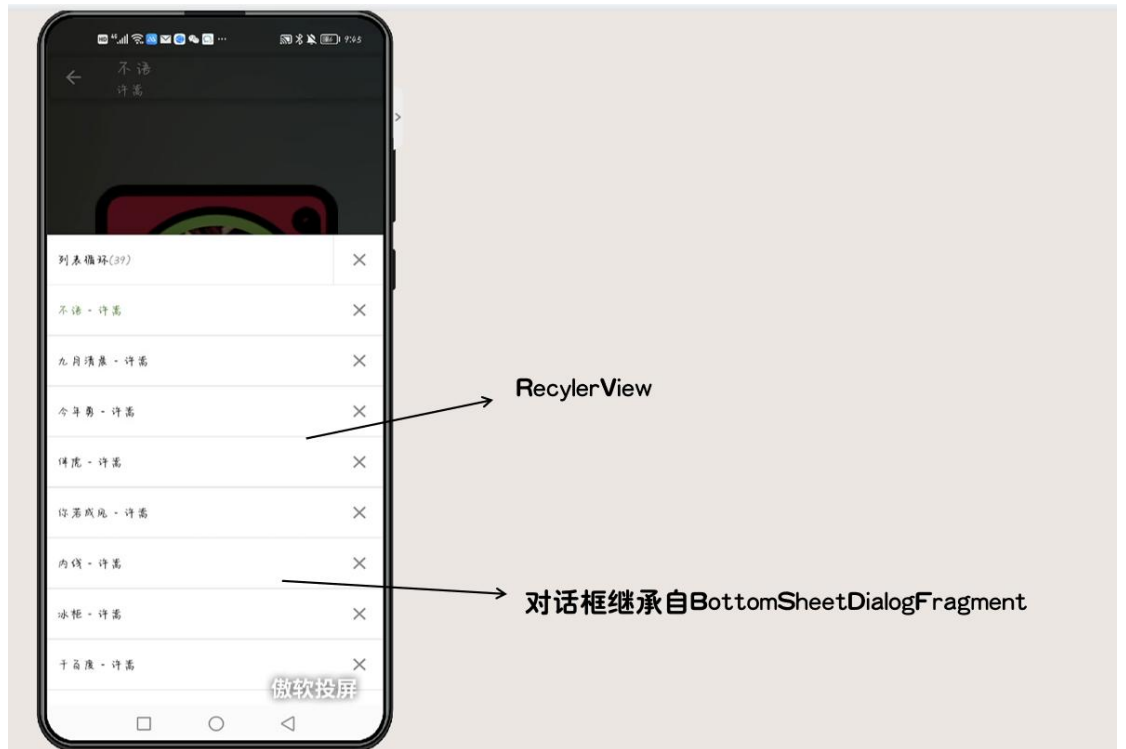 9:45
不语
许嵩
列表循环(39)
不语 - 许嵩
九月清晨 - 许嵩
今年勇 - 许嵩
RecylerView
伴虎 - 许嵩
你若成风 - 许嵩
内线 - 许嵩
对话框继承自BottomSheetDialogFragment
冰柜 - 许嵩
千百度 - 许嵩
傲软投屏